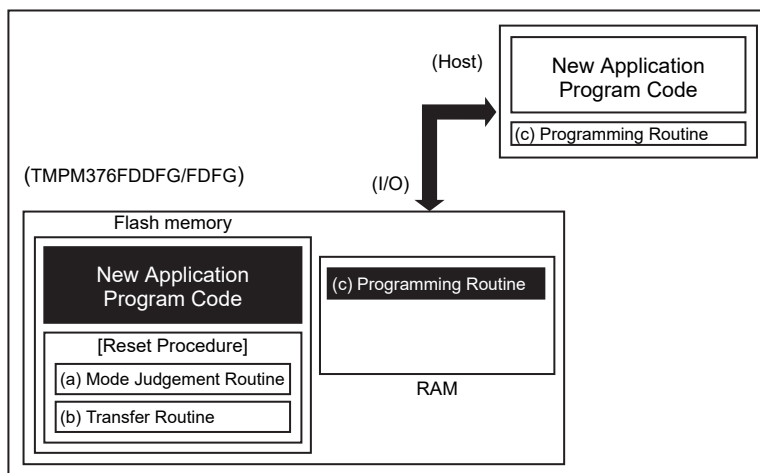 (Host)
New Application
Program Code
(c) Programming Routine
(TMPM376FDDFG/FDFG)
(I/O)
Flash memory
New Application
Program Code
[Reset Procedure]
(a) Mode Judgement Routine
(b) Transfer Routine
(c) Programming Routine
RAM